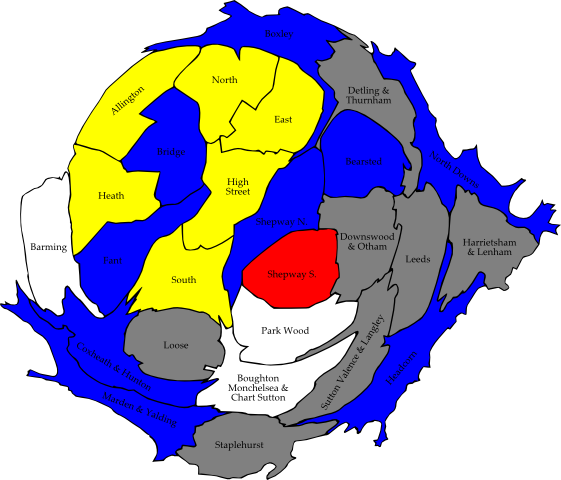 Boxley
North
Detling &
Thurnham
Allington
East
Bridge
Bearsted
North Downs
High
Street
Heath
Shepway N.
Barming
Downswood
& Otham
Leeds
Harrietsham
& Lenham
Fant
South
Shepway S.
Park Wood
Loose
Coxheath & Hunton
Sutton Valence & Langley
Headcorn
Boughton
Monchelsea &
Chart Sutton
Marden & Yalding
Staplehurst